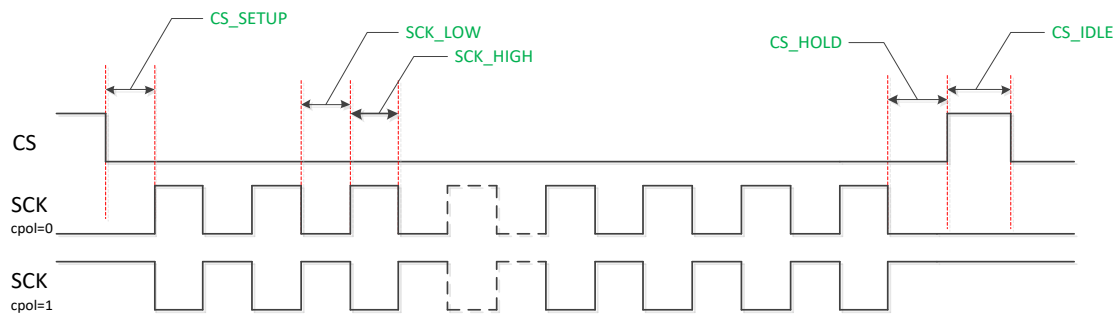 CS_SETUP
SCK_LOW
SCK_HIGH
CS_HOLD
CS_IDLE
CS
SCK
cpol=0
SCK
cpol=1